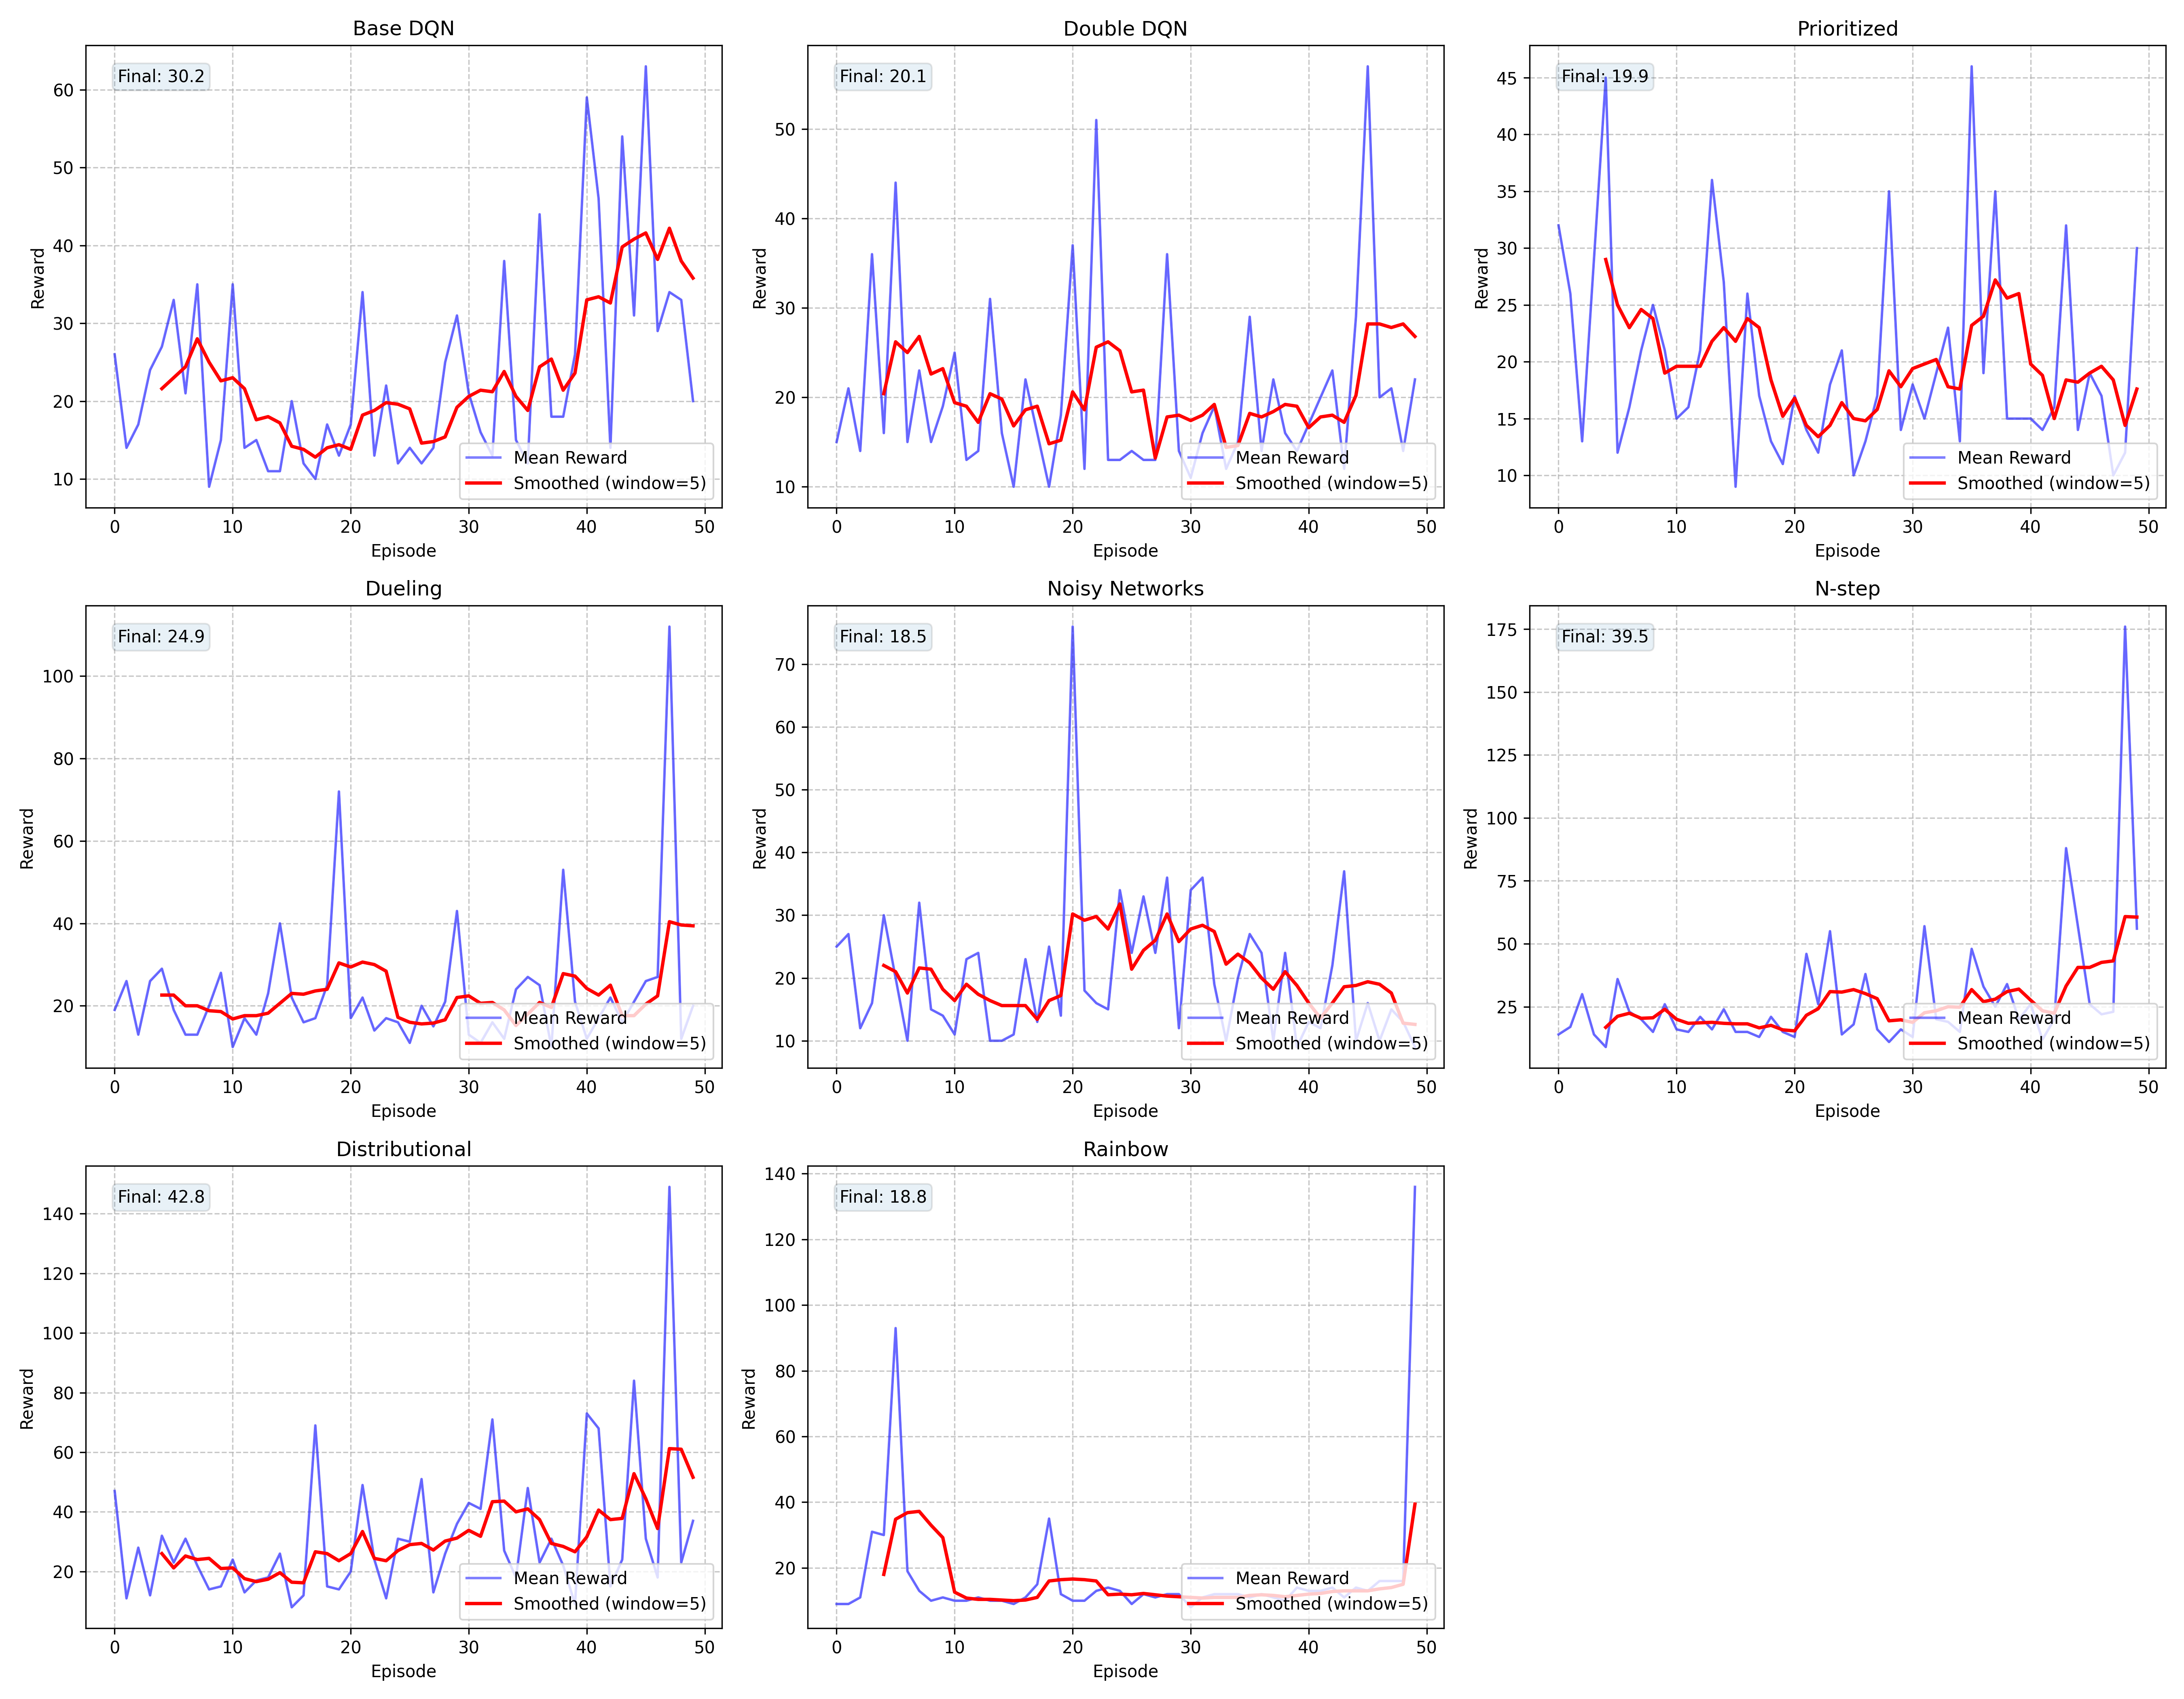 Base DQN
Final: 30.2
60
50
40
30
20
10
Reward
Mean Reward
Smoothed (window=5)
0 10 20 30 40 50
Episode
Double DQN
Final: 20.1
50
40
30
20
10
Reward
Mean Reward
Smoothed (window=5)
0 10 20 30 40 50
Episode
Prioritized
Final: 19.9
45
40
35
30
25
20
15
10
Reward
Mean Reward
Smoothed (window=5)
0 10 20 30 40 50
Episode
Dueling
Final: 24.9
100
80
60
40
20
Reward
Mean Reward
Smoothed (window=5)
0 10 20 30 40 50
Episode
Noisy Networks
Final: 18.5
70
60
50
40
30
20
10
Reward
Mean Reward
Smoothed (window=5)
0 10 20 30 40 50
Episode
N-step
Final: 39.5
175
150
125
100
75
50
25
Reward
Mean Reward
Smoothed (window=5)
0 10 20 30 40 50
Episode
Distributional
Final: 42.8
140
120
100
80
60
40
20
Reward
Mean Reward
Smoothed (window=5)
0 10 20 30 40 50
Episode
Rainbow
Final: 18.8
140
120
100
80
60
40
20
Reward
Mean Reward
Smoothed (window=5)
0 10 20 30 40 50
Episode